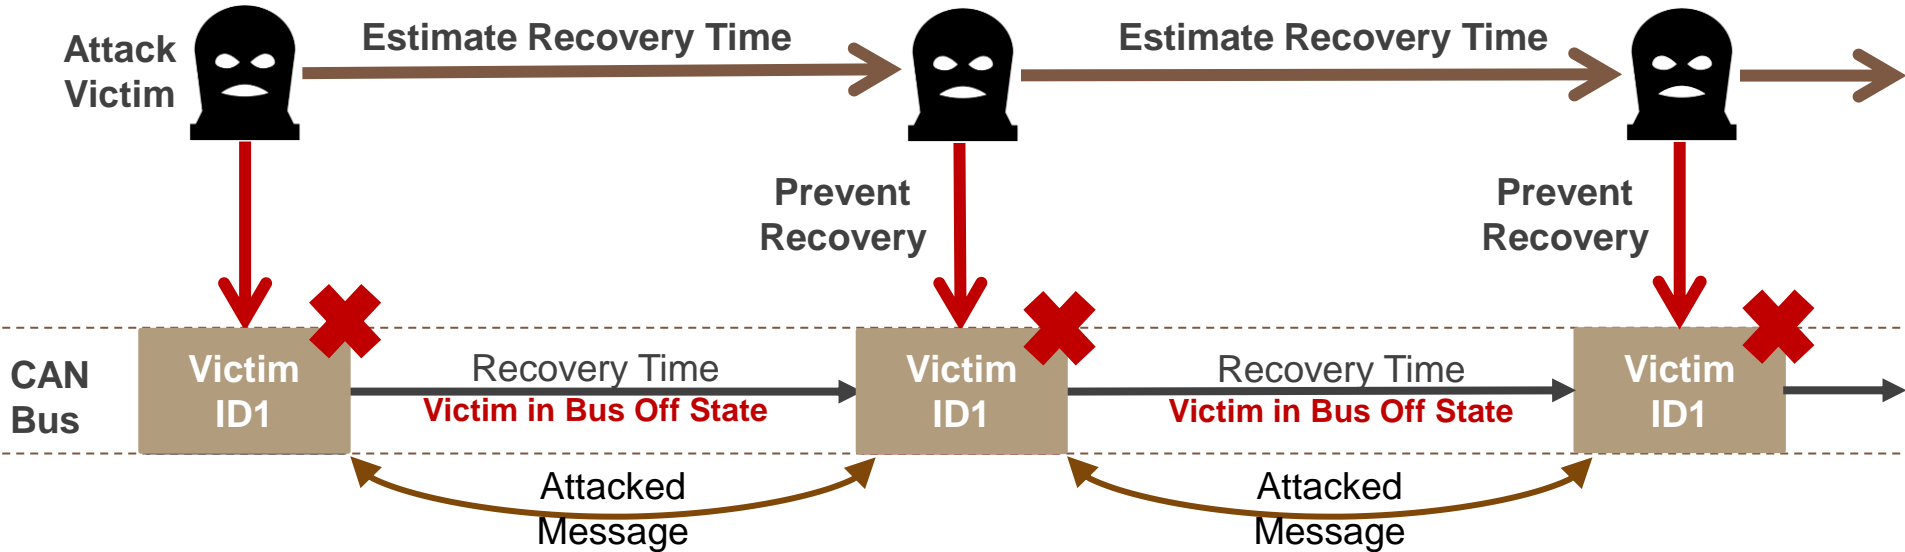 Attack
Victim
Estimate Recovery Time
Estimate Recovery Time
Prevent
Recovery
Prevent
Recovery
CAN
Bus
Victim
ID1
Recovery Time
Victim in Bus Off State
Victim
ID1
Recovery Time
Victim in Bus Off State
Victim
ID1
Attacked
Message
Attacked
Message